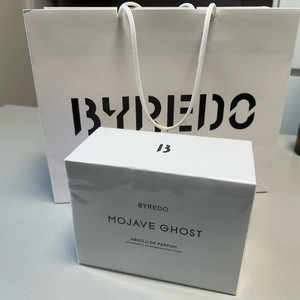 BYREDO
B
BYREDO
MOJAVE GHOST
ABSOLU DE PARFUM